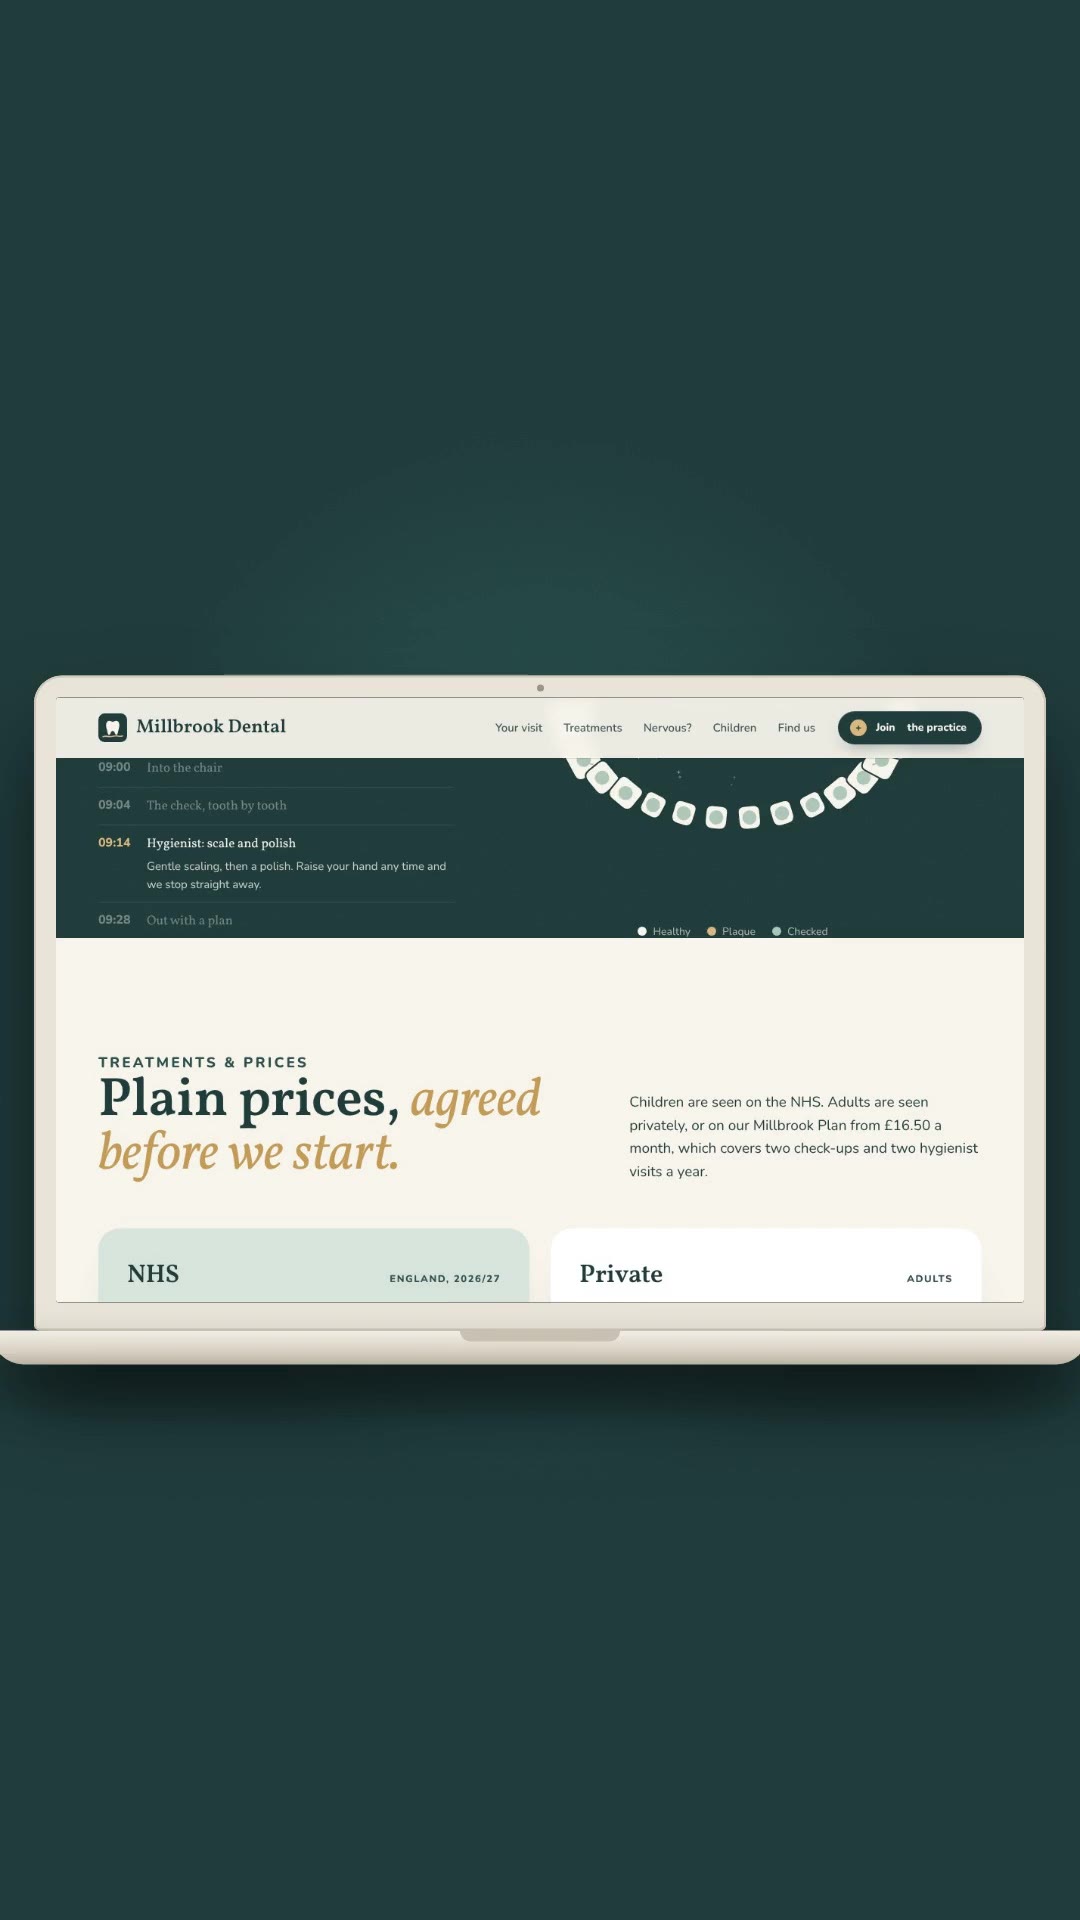 Millbrook Dental
Your visit Treatments Nervous? Children Find us Join the practice
09:00 Into the chair
09:04 The check, tooth by tooth
09:14 Hygienist: scale and polish
Gentle scaling, then a polish. Raise your hand any time and
we stop straight away.
09:28 Out with a plan
Healthy Plaque Checked
TREATMENTS & PRICES
Plain prices, agreed
before we start.
Children are seen on the NHS. Adults are seen
privately, or on our Millbrook Plan from £16.50 a
month, which covers two check-ups and two hygienist
visits a year.
NHS ENGLAND, 2026/27
Private ADULTS